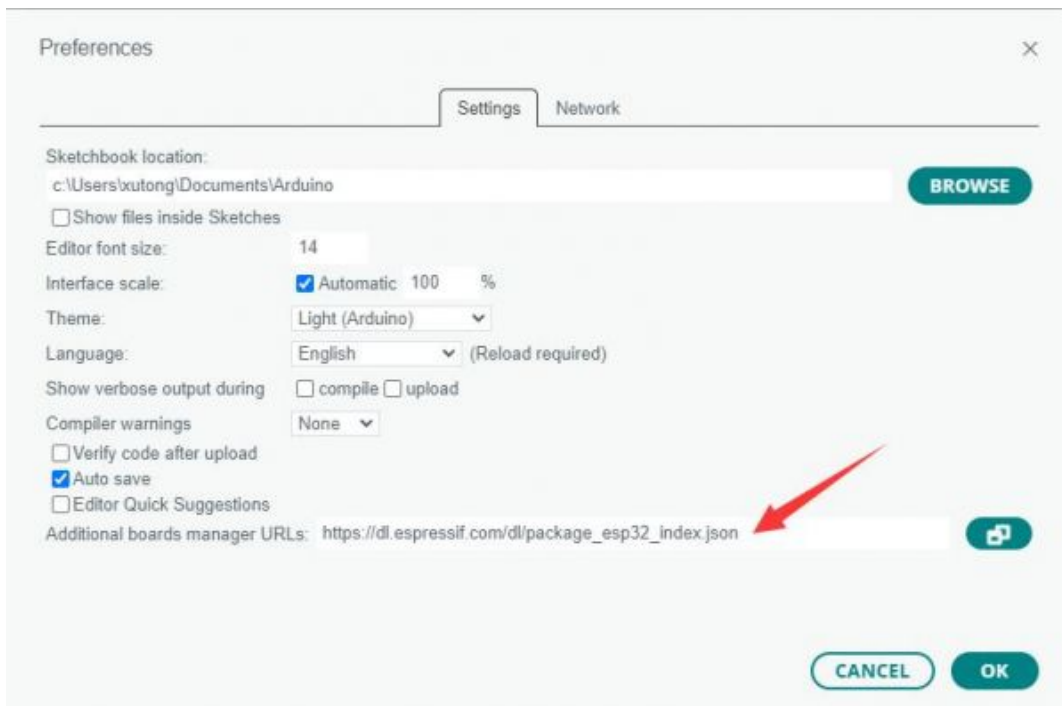 Preferences
Settings Network
Sketchbook location:
c:\Users\xutong\Documents\Arduino
BROWSE
Show files inside Sketches
Editor font size: 14
Interface scale: Automatic 100 %
Theme: Light (Arduino)
Language: English (Reload required)
Show verbose output during compile upload
Compiler warnings None
Verify code after upload
Auto save
Editor Quick Suggestions
Additional boards manager URLs: https://dl.espressif.com/dl/package_esp32_index.json
CANCEL OK